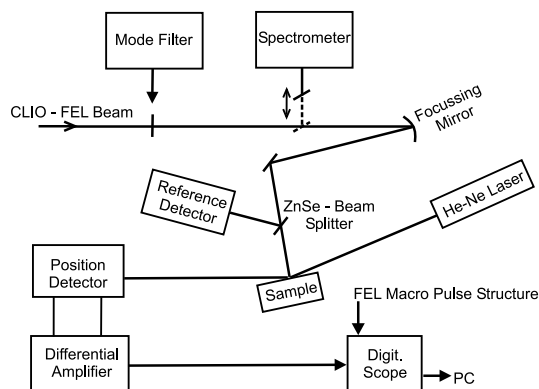 Mode Filter
Spectrometer
CLIO - FEL Beam
Focussing
Mirror
Reference
Detector
ZnSe - Beam
Splitter
He-Ne Laser
Position
Detector
Sample
FEL Macro Pulse Structure
Differential
Amplifier
Digit.
Scope
PC